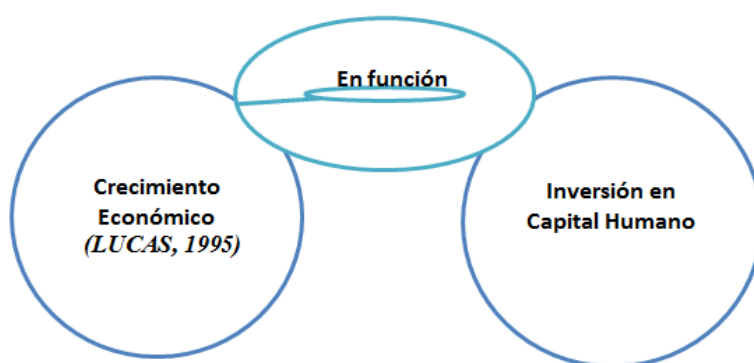 En función
Crecimiento
Económico
(LUCAS, 1995)
Inversión en
Capital Humano